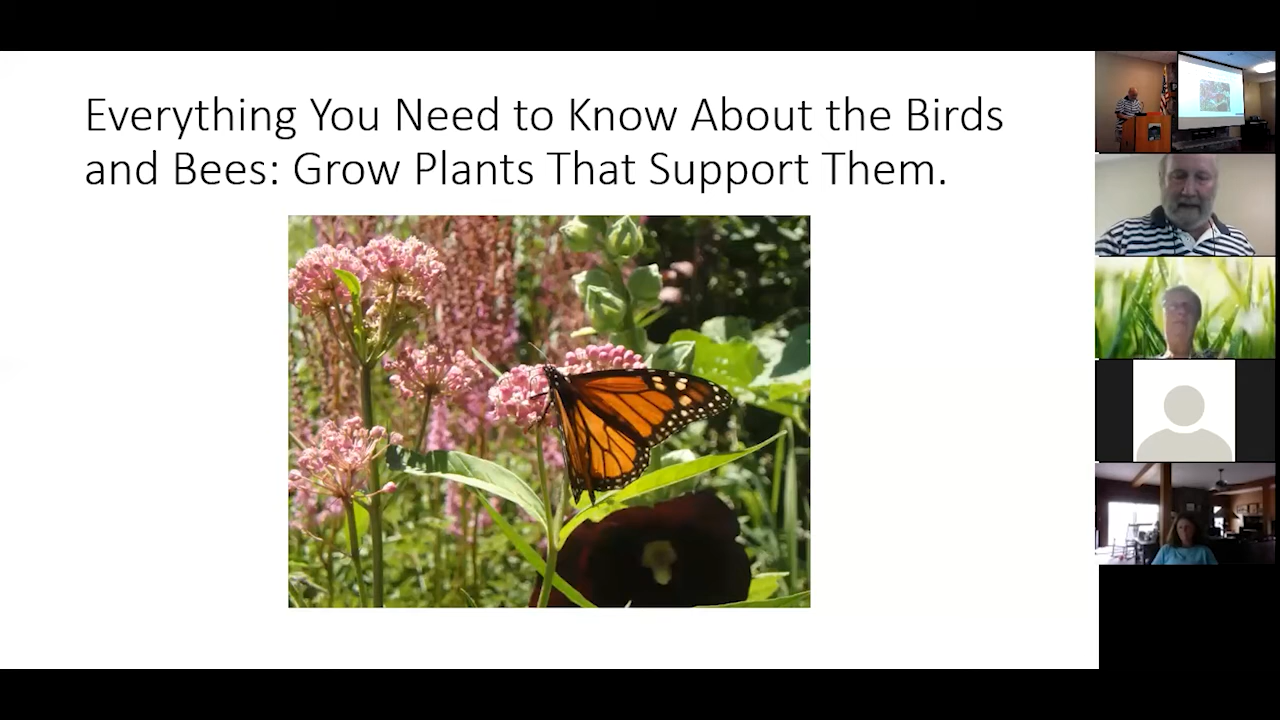 Everything You Need to Know About the Birds
and Bees: Grow Plants That Support Them.